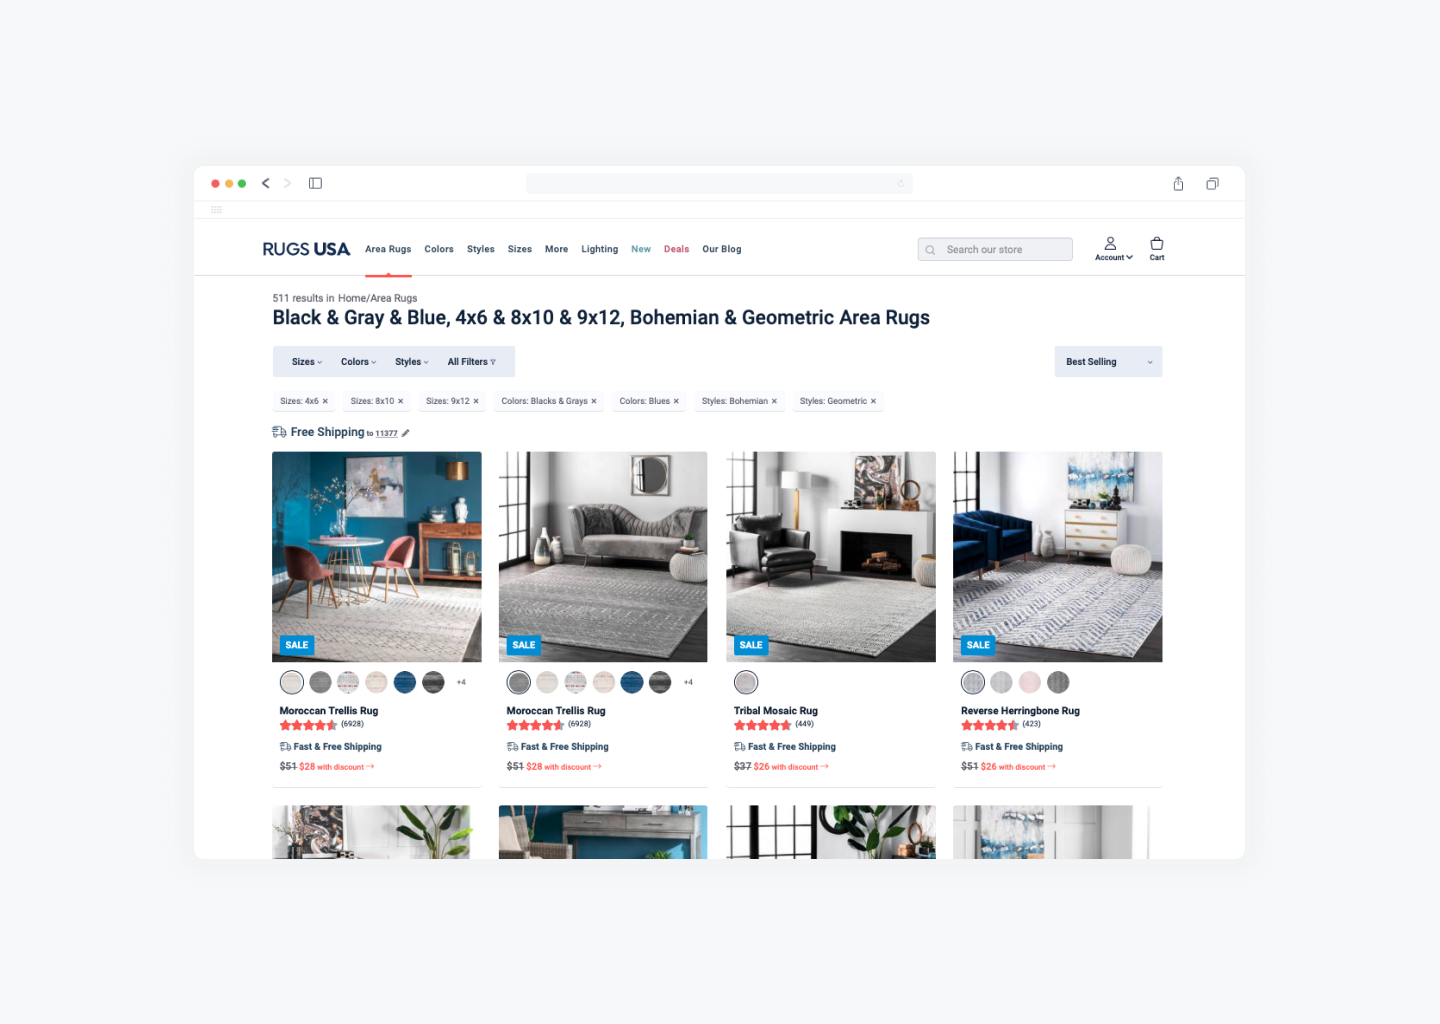 RUGS USA Area Rugs Colors Styles Sizes More Lighting New Deals Our Blog Search our store Account Cart
511 results in Home/Area Rugs
Black & Gray & Blue, 4x6 & 8x10 & 9x12, Bohemian & Geometric Area Rugs
Sizes Colors Styles All Filters Best Selling
Sizes: 4x6 × Sizes: 8x10 × Sizes: 9x12 × Colors: Blacks & Grays × Colors: Blues × Styles: Bohemian × Styles: Geometric ×
Free Shipping to 11377
SALE SALE SALE SALE
+4 +4
Moroccan Trellis Rug Moroccan Trellis Rug Tribal Mosaic Rug Reverse Herringbone Rug
(6928) (6928) (449) (423)
Fast & Free Shipping Fast & Free Shipping Fast & Free Shipping Fast & Free Shipping
$51 $28 with discount → $51 $28 with discount → $37 $26 with discount → $51 $26 with discount →